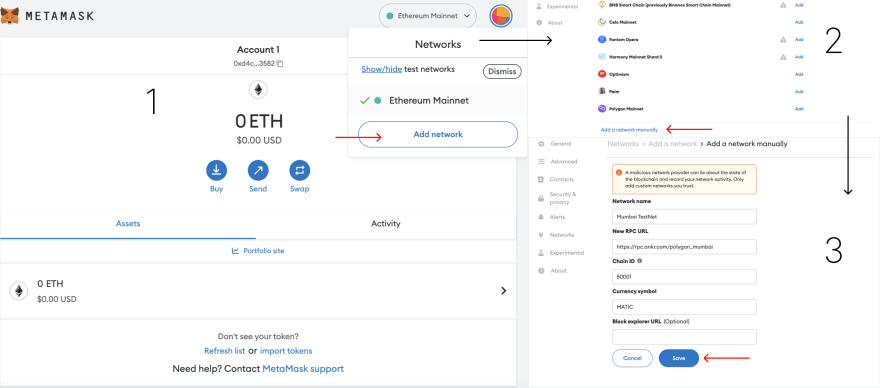 METAMASK
Ethereum Mainnet
Account 1
0xd4c...3582
1
0 ETH
$0.00 USD
Buy
Send
Swap
Networks
Show/hide test networks
Dismiss
Ethereum Mainnet
Add network
Assets
Activity
Portfolio site
0 ETH
$0.00 USD
Don't see your token?
Refresh list or import tokens
Need help? Contact MetaMask support
Experimental
About
BNB Smart Chain (previously Binance Smart Chain Mainnet)
Add
Celo Mainnet
Add
Fantom Opera
Add
Harmony Mainnet Shard 0
Add
Optimism
Add
Palm
Add
Polygon Mainnet
Add
Add a network manually
2
General
Advanced
Contacts
Security &
privacy
Alerts
Networks
Experimental
About
Networks > Add a network > Add a network manually
A malicious network provider can lie about the state of
the blockchain and record your network activity. Only
add custom networks you trust.
Network name
Mumbai TestNet
New RPC URL
https://rpc.ankr.com/polygon_mumbai
Chain ID
80001
Currency symbol
MATIC
Block explorer URL (Optional)
Cancel
Save
3